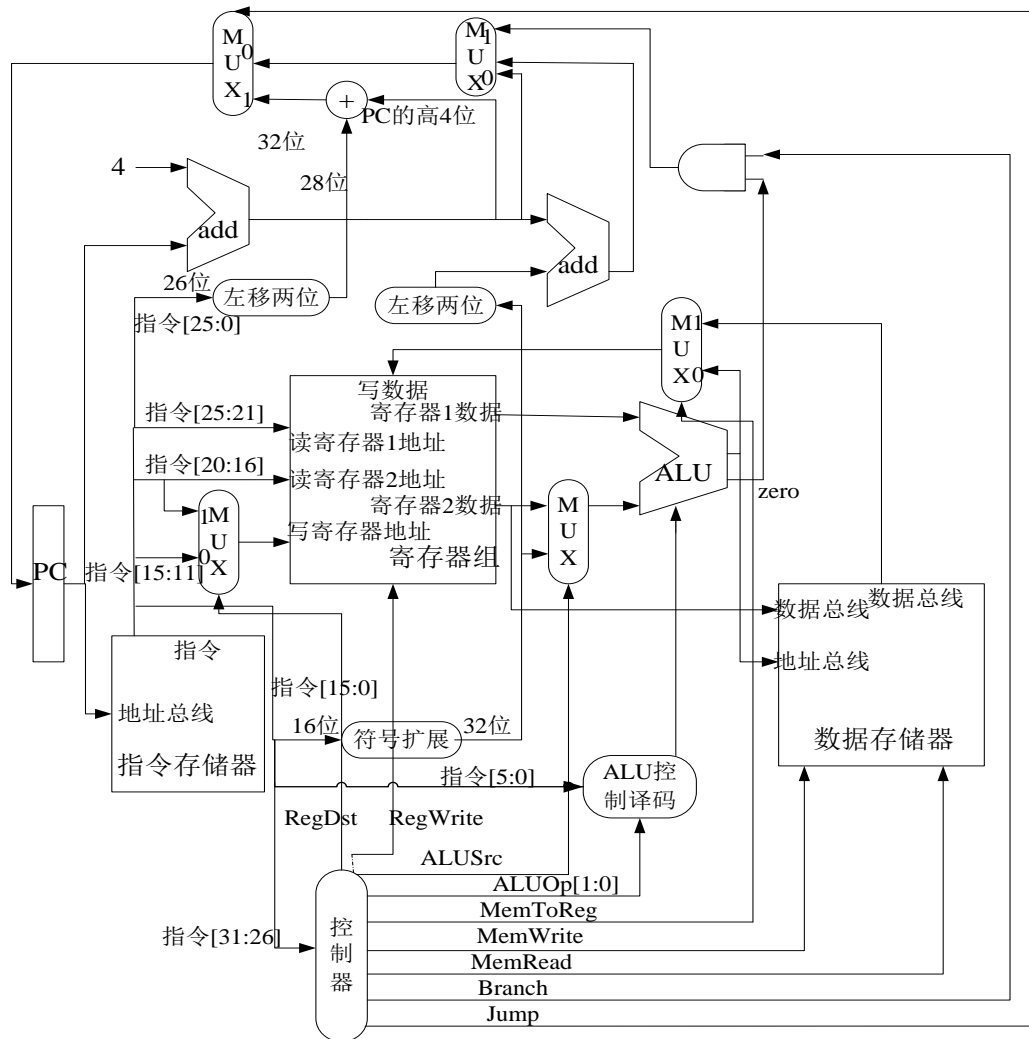 M
U
X
0
1
M
U
X
1
0
+
PC的高4位
32位
28位
4
add
add
26位
左移两位
左移两位
指令[25:0]
M
U
X
1
0
写数据
寄存器1数据
指令[25:21]
读寄存器1地址
指令[20:16]
读寄存器2地址
ALU
zero
寄存器2数据
1
0
M
U
X
M
U
X
写寄存器地址
寄存器组
PC
指令[15:11]
数据总线
数据总线
指令
地址总线
指令[15:0]
地址总线
16位
符号扩展
32位
指令存储器
数据存储器
指令[5:0]
ALU控
制译码
RegDst
RegWrite
ALUSrc
ALUOp[1:0]
MemToReg
指令[31:26]
控
制
器
MemWrite
MemRead
Branch
Jump